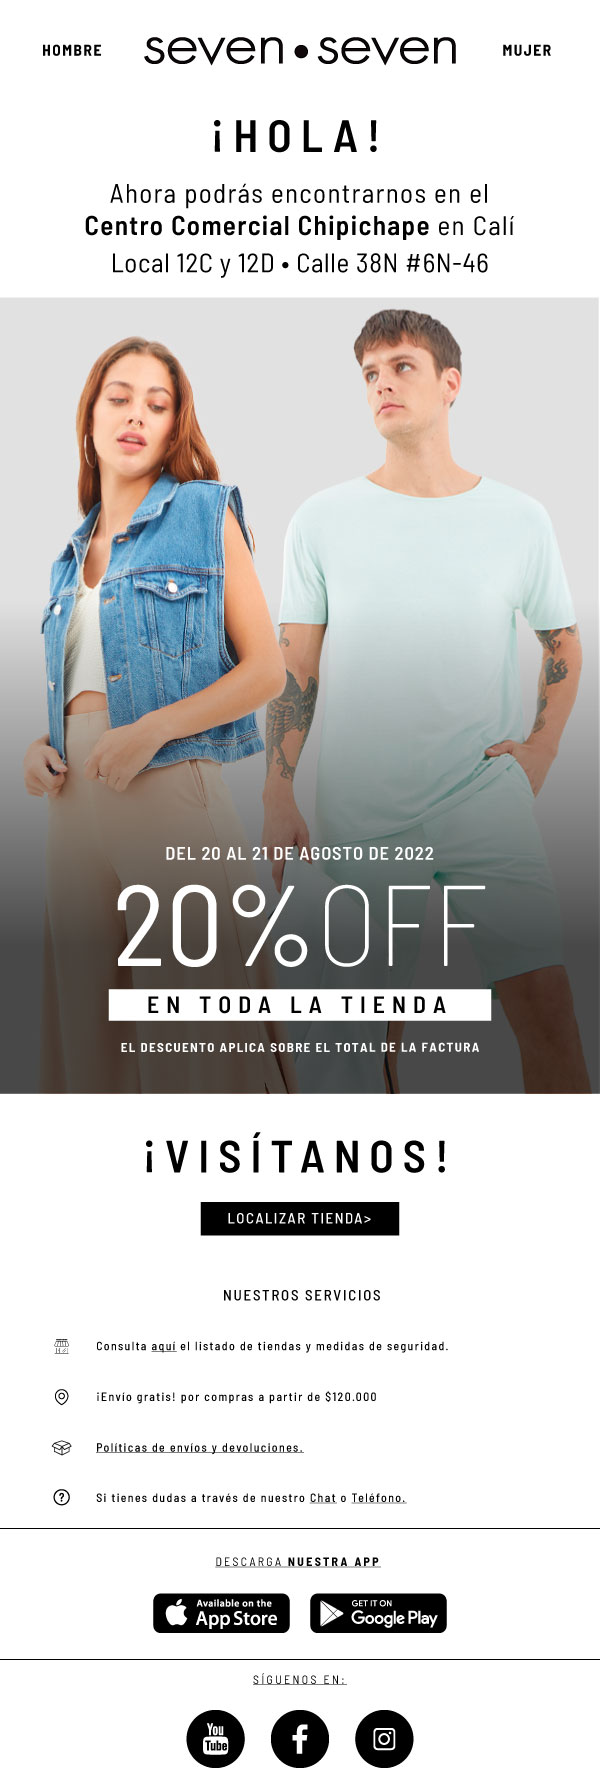 HOMBRE
seven•seven
MUJER
¡HOLA!
Ahora podrás encontrarnos en el
Centro Comercial Chipichape en Calí
Local 12C y 12D • Calle 38N #6N-46
DEL 20 AL 21 DE AGOSTO DE 2022
20%OFF
EN TODA LA TIENDA
EL DESCUENTO APLICA SOBRE EL TOTAL DE LA FACTURA
¡VISÍTANOS!
LOCALIZAR TIENDA>
NUESTROS SERVICIOS
Consulta aquí el listado de tiendas y medidas de seguridad.
¡Envío gratis! por compras a partir de $120.000
Políticas de envíos y devoluciones.
Si tienes dudas a través de nuestro Chat o Teléfono.
DESCARGA NUESTRA APP
Available on the
App Store
GET IT ON
Google Play
SÍGUENOS EN:
You
Tube